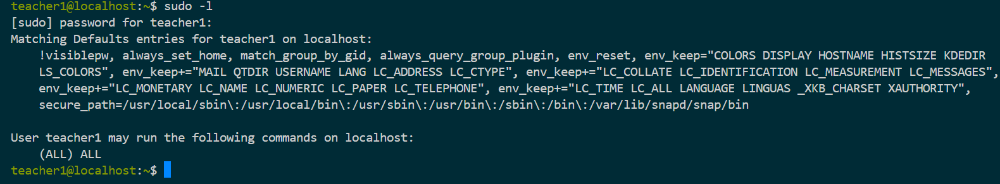 teacher1@localhost:~$ sudo -l
[sudo] password for teacher1:
Matching Defaults entries for teacher1 on localhost:
    !visiblepw, always_set_home, match_group_by_gid, always_query_group_plugin, env_reset, env_keep="COLORS DISPLAY HOSTNAME HISTSIZE KDEDIR
    LS_COLORS", env_keep+="MAIL QTDIR USERNAME LANG LC_ADDRESS LC_CTYPE", env_keep+="LC_COLLATE LC_IDENTIFICATION LC_MEASUREMENT LC_MESSAGES",
    env_keep+="LC_MONETARY LC_NAME LC_NUMERIC LC_PAPER LC_TELEPHONE", env_keep+="LC_TIME LC_ALL LANGUAGE LINGUAS _XKB_CHARSET XAUTHORITY",
    secure_path=/usr/local/sbin\:/usr/local/bin\:/usr/sbin\:/usr/bin\:/sbin\:/bin\:/var/lib/snapd/snap/bin

User teacher1 may run the following commands on localhost:
    (ALL) ALL
teacher1@localhost:~$